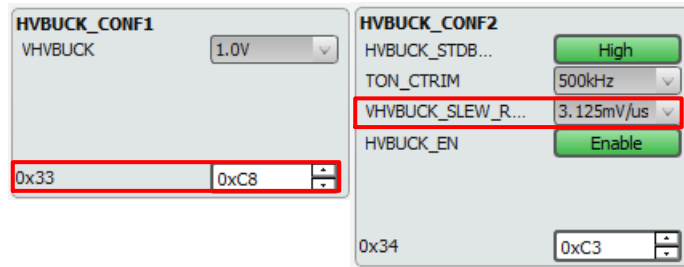 HVBUCK_CONF1
VHVBUCK 1.0V
0x33 0xC8
HVBUCK_CONF2
HVBUCK_STDB... High
TON_CTRIM 500kHz
VHVBUCK_SLEW_R... 3.125mV/us
HVBUCK_EN Enable
0x34 0xC3